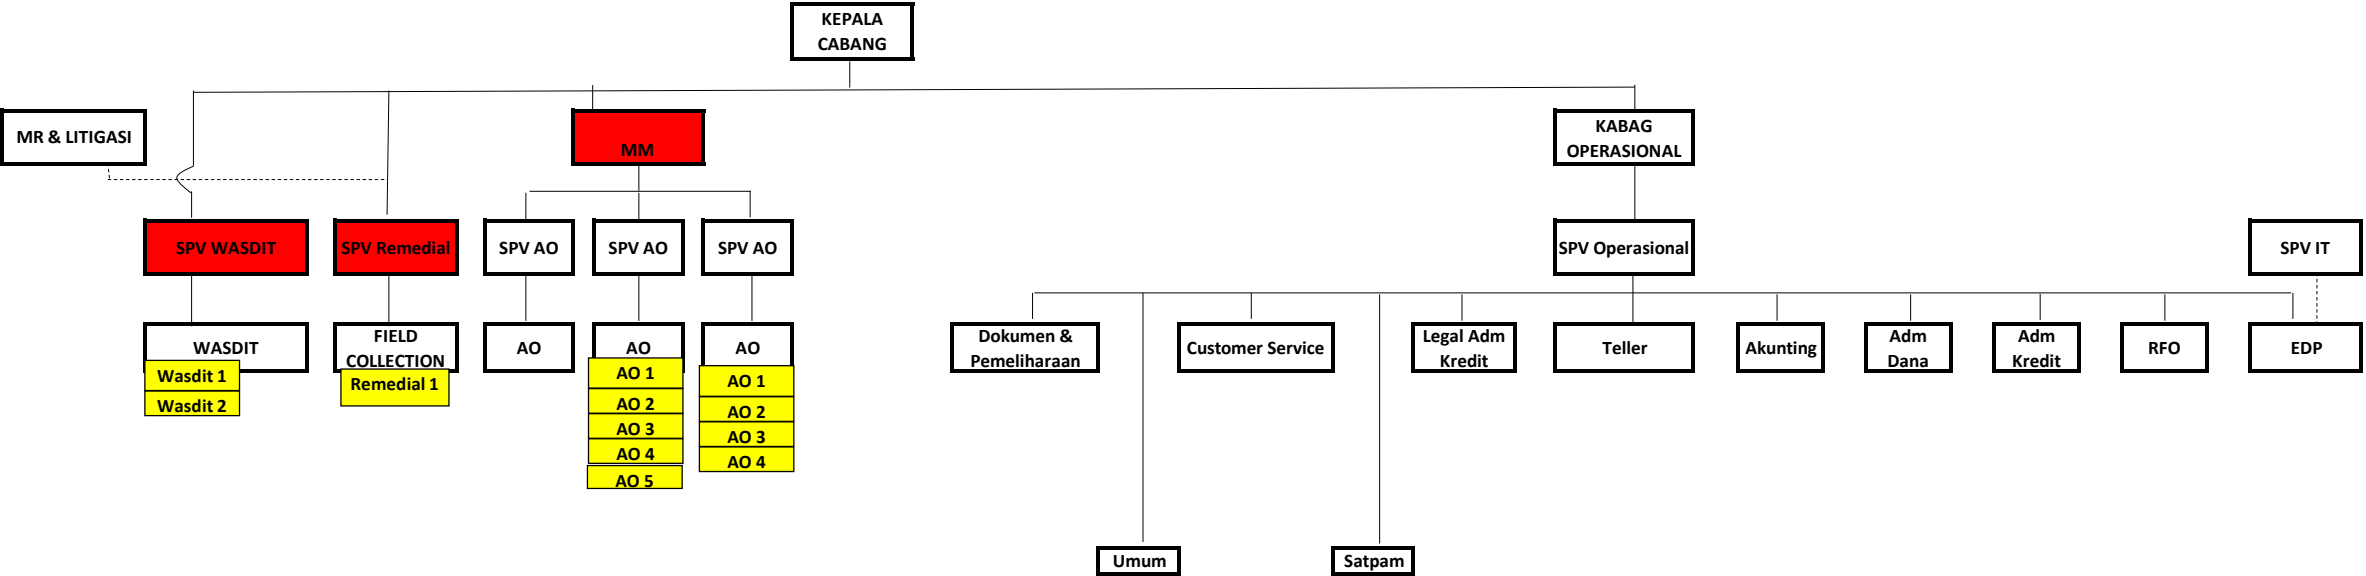 KEPALA
CABANG
MR & LITIGASI
MM
KABAG
OPERASIONAL
SPV WASDIT
SPV Remedial
SPV AO
SPV AO
SPV AO
SPV Operasional
SPV IT
WASDIT
FIELD
COLLECTION
AO
AO
AO
Dokumen &
Pemeliharaan
Customer Service
Legal Adm
Kredit
Teller
Akunting
Adm
Dana
Adm
Kredit
RFO
EDP
Wasdit 1
Wasdit 2
Remedial 1
AO 1
AO 2
AO 3
AO 4
AO 5
AO 1
AO 2
AO 3
AO 4
Umum
Satpam